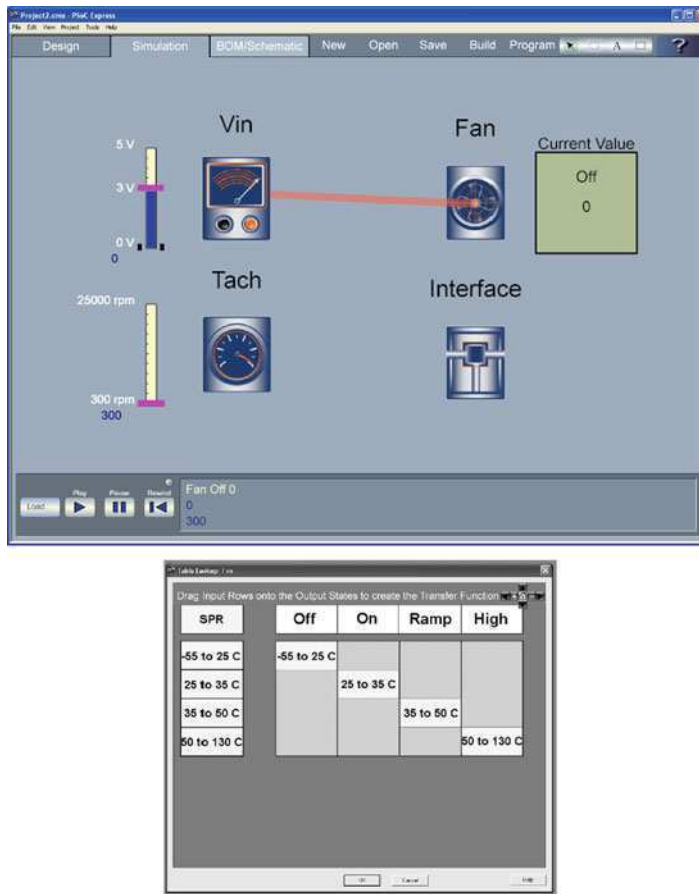 Project2.cmx - PSoC Express
File Edit View Project Tools Help
Design Simulation BOM/Schematic New Open Save Build Program A ?
Vin
Fan
Current Value
5 V
Off
3 V
0
0 V
0
Tach
Interface
25000 rpm
300 rpm
300
Play Pause Rewind
Load
Fan Off 0
0
300
Table Lookup:
Drag Input Rows onto the Output States to create the Transfer Function
SPR Off On Ramp High
-55 to 25 C -55 to 25 C
25 to 35 C 25 to 35 C
35 to 50 C 35 to 50 C
50 to 130 C 50 to 130 C
OK Cancel Help